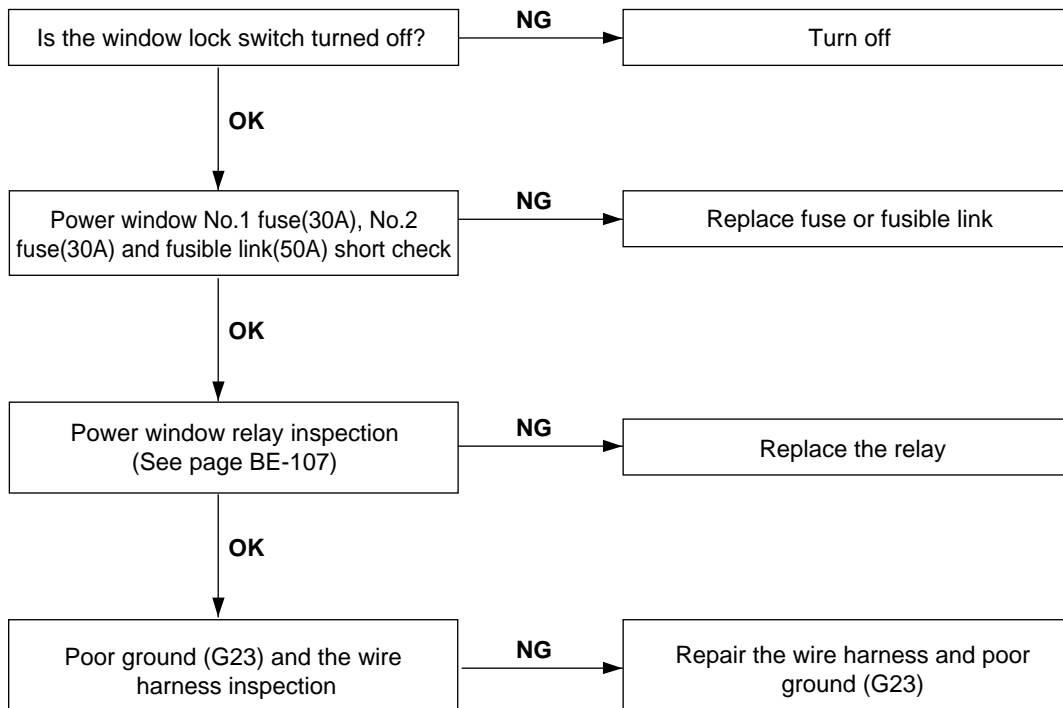 Is the window lock switch turned off?
NG
Turn off
OK
Power window No.1 fuse(30A), No.2
fuse(30A) and fusible link(50A) short check
NG
Replace fuse or fusible link
OK
Power window relay inspection
(See page BE-107)
NG
Replace the relay
OK
Poor ground (G23) and the wire
harness inspection
NG
Repair the wire harness and poor
ground (G23)